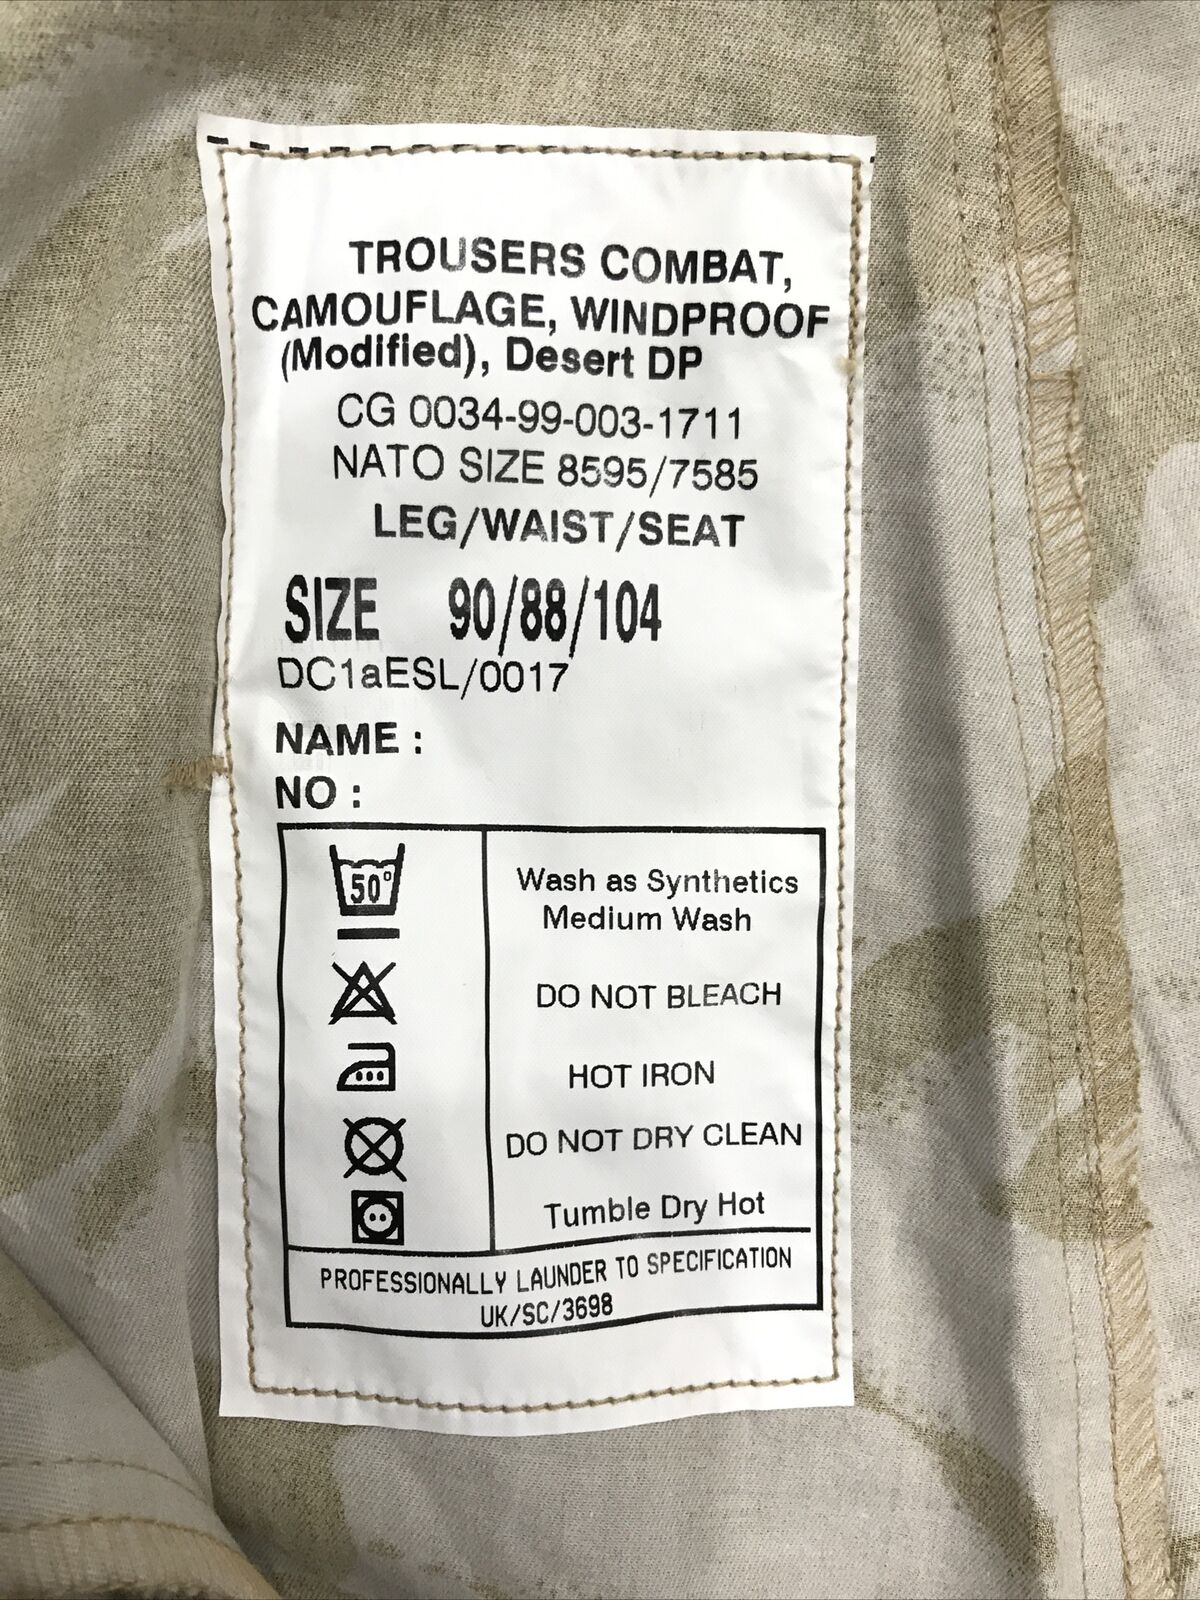 TROUSERS COMBAT,
CAMOUFLAGE, WINDPROOF
(Modified), Desert DP
CG 0034-99-003-1711
NATO SIZE 8595/7585
LEG/WAIST/SEAT
SIZE 90/88/104
DC1aESL/0017
NAME :
NO :
50°
Wash as Synthetics
Medium Wash
DO NOT BLEACH
HOT IRON
DO NOT DRY CLEAN
Tumble Dry Hot
PROFESSIONALLY LAUNDER TO SPECIFICATION
UK/SC/3698